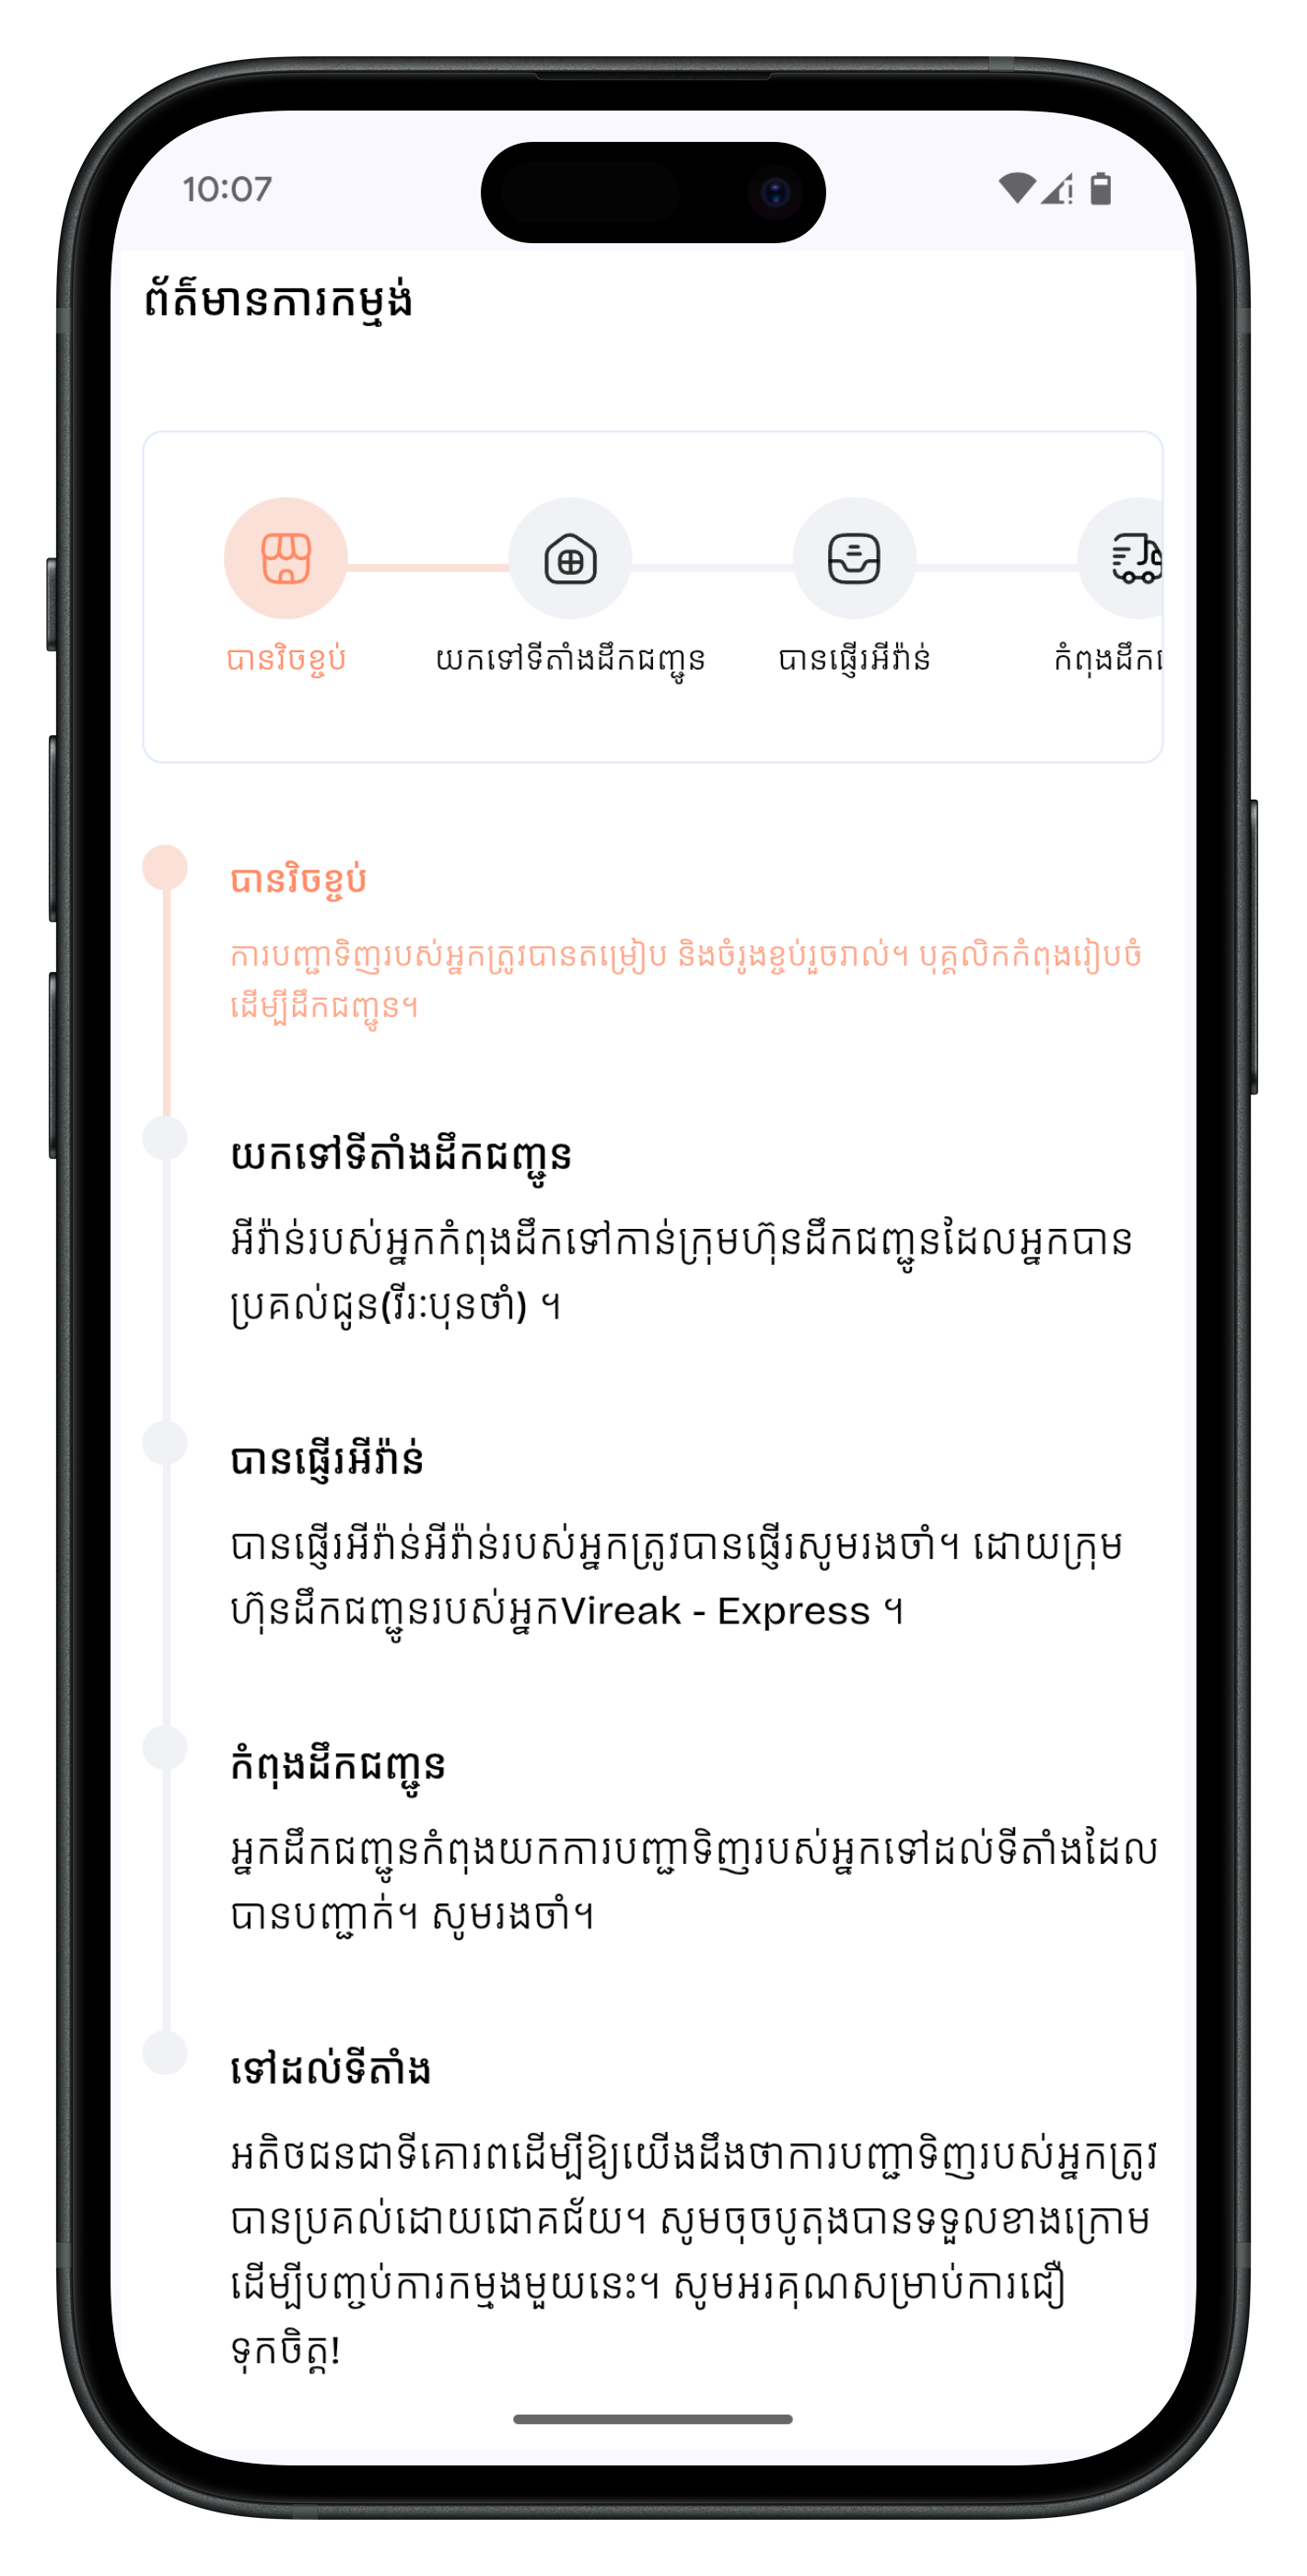 10:07
ព័ត៌មានការកម្មង់
បានវិចខ្ចប់
យកទៅទីតាំងដឹកជញ្ជូន
បានផ្ញើរអីវ៉ាន់
កំពុងដឹក
បានវិចខ្ចប់
ការបញ្ជាទិញរបស់អ្នកត្រូវបានតម្រៀប និងចំរូងខ្ចប់រួចរាល់។ បុគ្គលិកកំពុងរៀបចំ
ដើម្បីដឹកជញ្ជូន។
យកទៅទីតាំងដឹកជញ្ជូន
អីវ៉ាន់របស់អ្នកកំពុងដឹកទៅកាន់ក្រុមហ៊ុនដឹកជញ្ជូនដែលអ្នកបាន
ប្រគល់ជូន(វីរ:បុនថាំ) ។
បានផ្ញើរអីវ៉ាន់
បានផ្ញើរអីវ៉ាន់អីវ៉ាន់របស់អ្នកត្រូវបានផ្ញើរសូមរងចាំ។ ដោយក្រុម
ហ៊ុនដឹកជញ្ជូនរបស់អ្នកVireak - Express ។
កំពុងដឹកជញ្ជូន
អ្នកដឹកជញ្ជូនកំពុងយកការបញ្ជាទិញរបស់អ្នកទៅដល់ទីតាំងដែល
បានបញ្ជាក់។ សូមរងចាំ។
ទៅដល់ទីតាំង
អតិថជនជាទីគោរពដើម្បីឱ្យយើងដឹងថាការបញ្ជាទិញរបស់អ្នកត្រូវ
បានប្រគល់ដោយជោគជ័យ។ សូមចុចបូតុងបានទទួលខាងក្រោម
ដើម្បីបញ្ចប់ការកម្មងមួយនេះ។ សូមអរគុណសម្រាប់ការជឿ
ទុកចិត្ត!